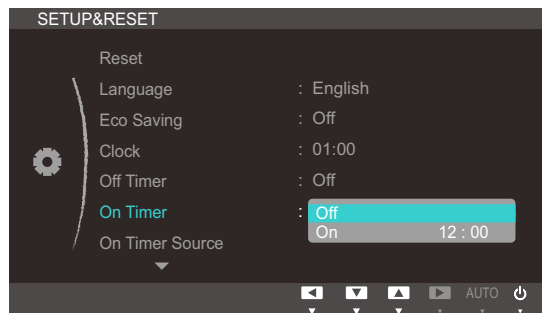 SETUP&RESET
Reset
Language : English
Eco Saving : Off
Clock : 01:00
Off Timer : Off
On Timer : Off
On 12 : 00
On Timer Source
AUTO